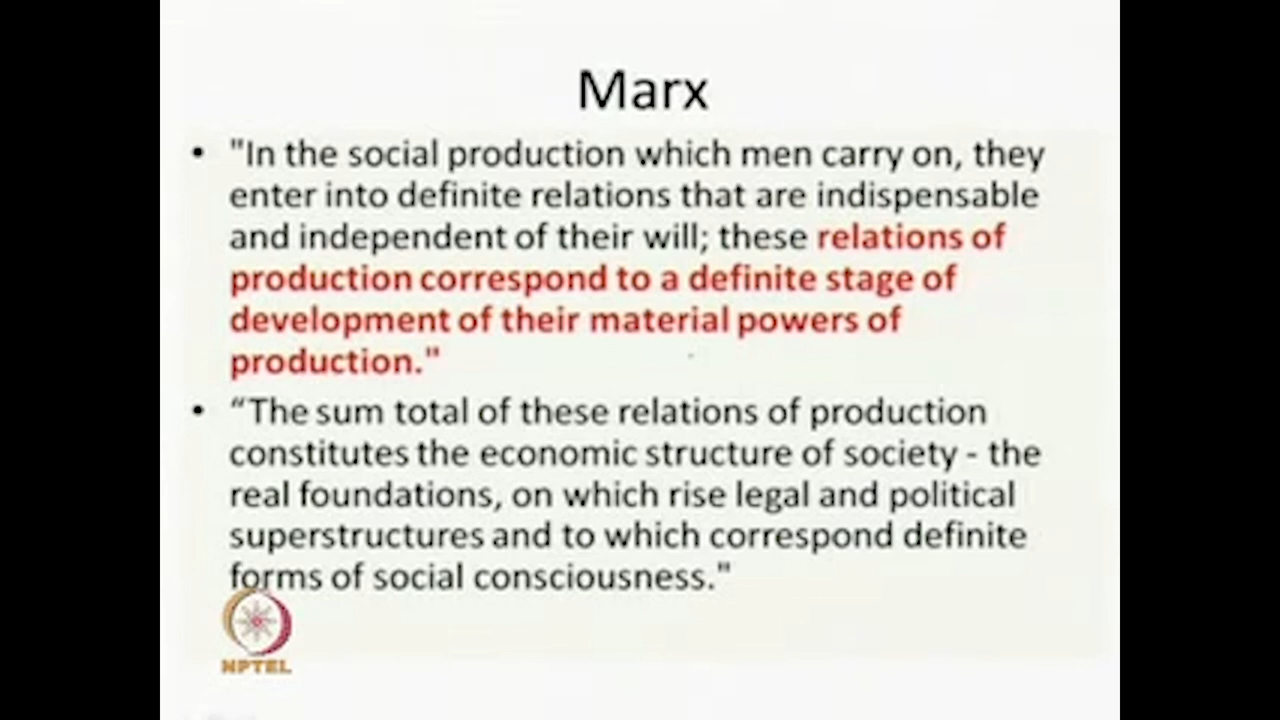 Marx
• "In the social production which men carry on, they
enter into definite relations that are indispensable
and independent of their will; these relations of
production correspond to a definite stage of
development of their material powers of
production."
• “The sum total of these relations of production
constitutes the economic structure of society - the
real foundations, on which rise legal and political
superstructures and to which correspond definite
forms of social consciousness."
NPTEL